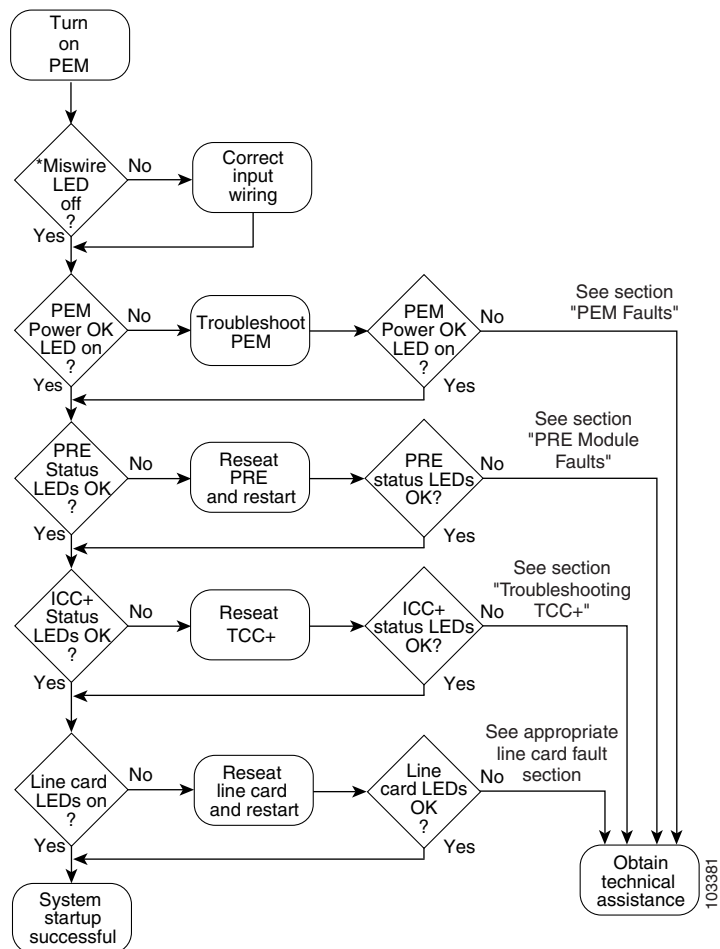 Turn
on
PEM
*Miswire
LED
off
?
No
Yes
Correct
input
wiring
PEM
Power OK
LED on
?
No
Yes
Troubleshoot
PEM
PEM
Power OK
LED on
?
No
Yes
See section
"PEM Faults"
PRE
Status
LEDs OK
?
No
Yes
Reseat
PRE
and restart
PRE
status LEDs
OK?
No
Yes
See section
"PRE Module
Faults"
ICC+
Status
LEDs OK
?
No
Yes
Reseat
TCC+
ICC+
status LEDs
OK?
No
Yes
See section
"Troubleshooting
TCC+"
Line card
LEDs on
?
No
Yes
Reseat
line card
and restart
Line
card LEDs
OK
?
No
Yes
See appropriate
line card fault
section
System
startup
successful
Obtain
technical
assistance
103381